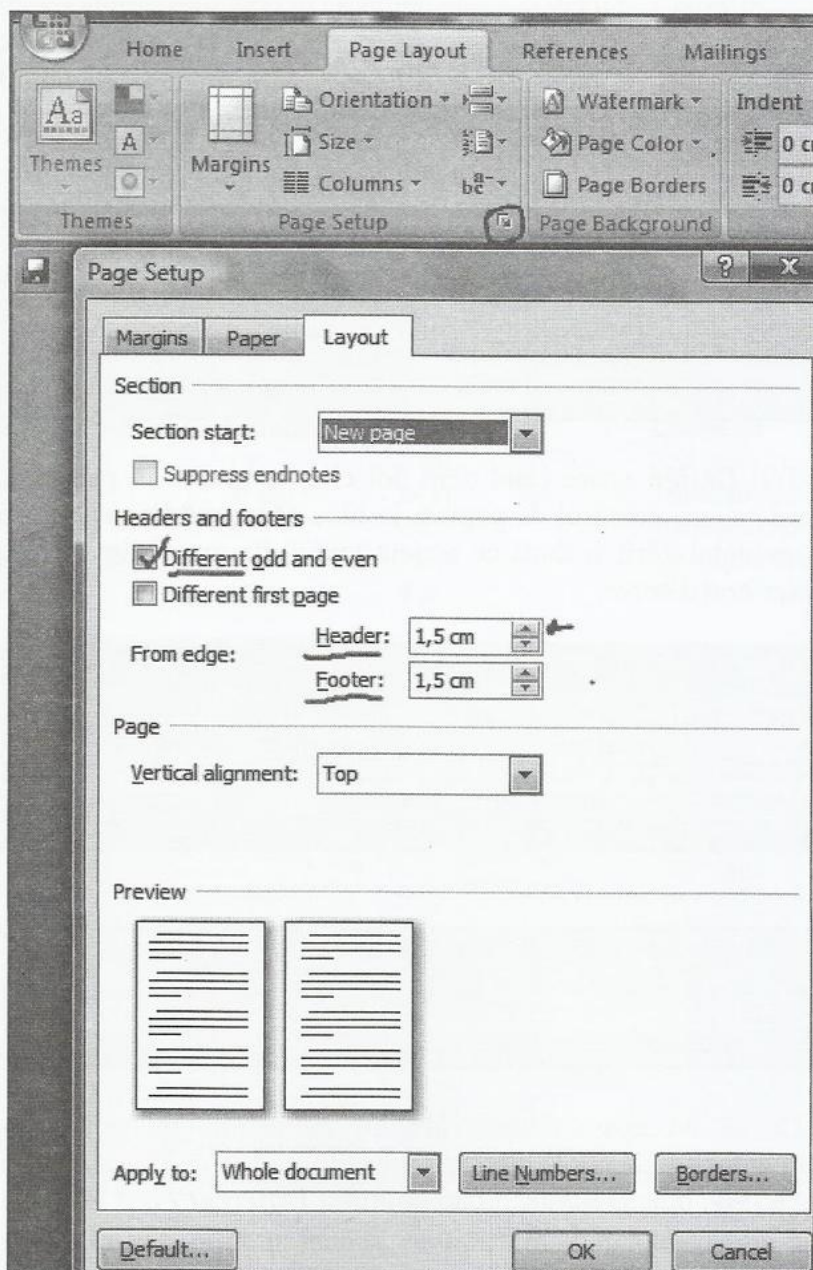 Home Insert Page Layout References Mailings
Aa Orientation Watermark Indent
A Size Page Color 0 cm
Themes Margins Columns Page Borders 0 cm
Themes Page Setup Page Background
Page Setup
Margins Paper Layout
Section
Section start: New page
Suppress endnotes
Headers and footers
Different odd and even
Different first page
From edge: Header: 1,5 cm
Footer: 1,5 cm
Page
Vertical alignment: Top
Preview
Apply to: Whole document Line Numbers... Borders...
Default... OK Cancel